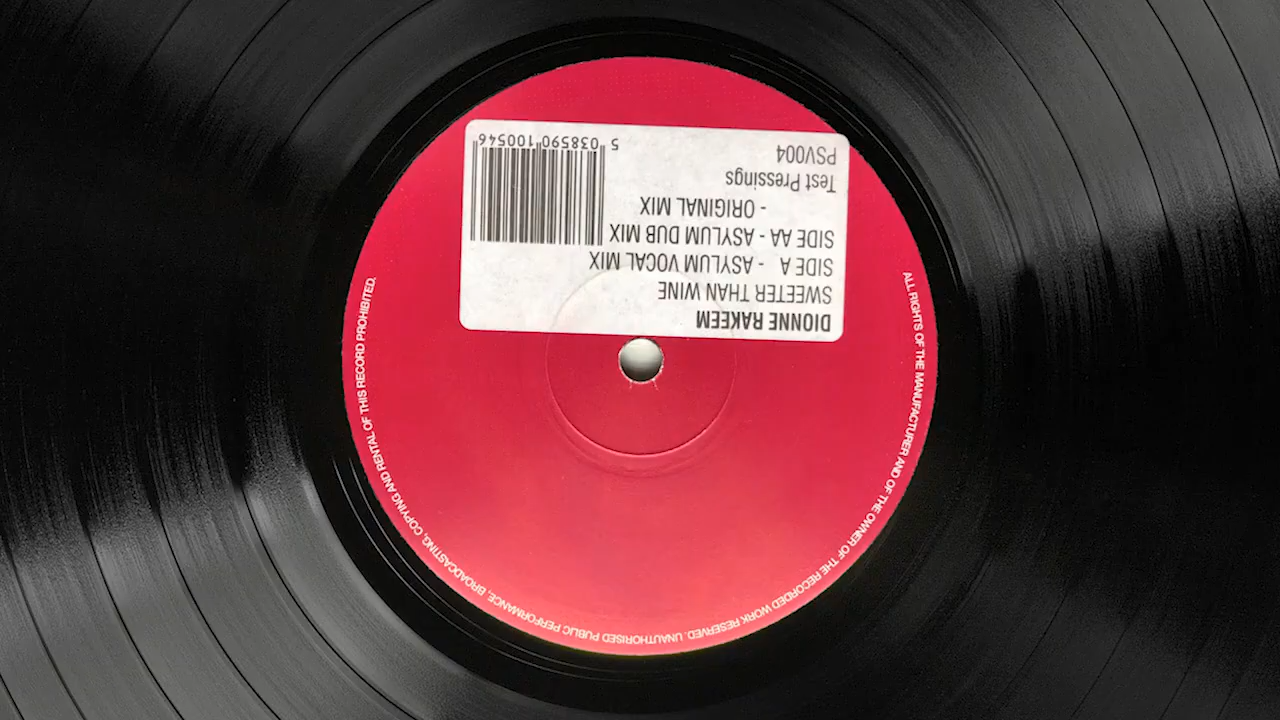 DIONNE RAKEEM
SWEETER THAN WINE
SIDE A - ASYLUM VOCAL MIX
SIDE AA - ASYLUM DUB MIX
- ORIGINAL MIX
Test Pressings
PSV004
5 038590 100546
ALL RIGHTS OF THE MANUFACTURER AND OF THE OWNER OF THE RECORDED WORK RESERVED. UNAUTHORISED PUBLIC PERFORMANCE, BROADCASTING, COPYING AND RENTAL OF THIS RECORD PROHIBITED.